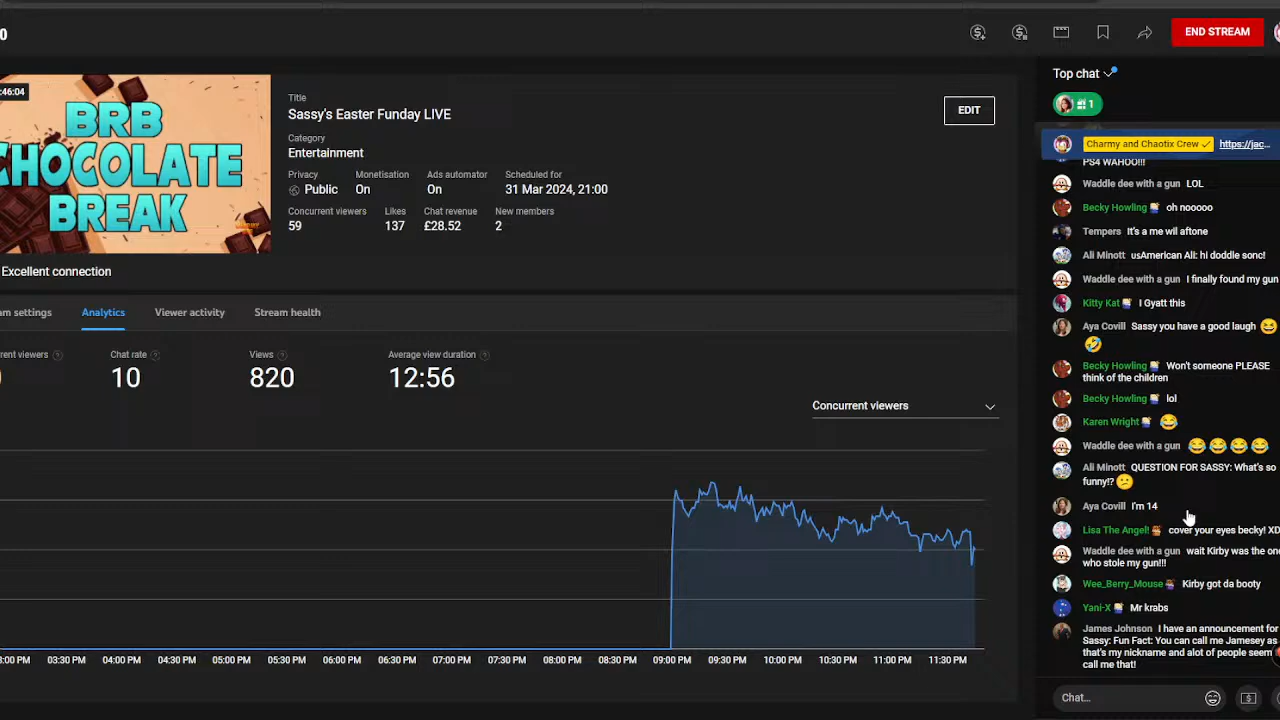 0
END STREAM
:46:04
BRB
CHOCOLATE
BREAK
Title
Sassy's Easter Funday LIVE
EDIT
Category
Entertainment
Privacy Monetisation Ads automator Scheduled for
Public On On 31 Mar 2024, 21:00
Concurrent viewers Likes Chat revenue New members
59 137 £28.52 2
Excellent connection
am settings Analytics Viewer activity Stream health
rent viewers Chat rate Views Average view duration
10 820 12:56
Concurrent viewers
3:00 PM 03:30 PM 04:00 PM 04:30 PM 05:00 PM 05:30 PM 06:00 PM 06:30 PM 07:00 PM 07:30 PM 08:00 PM 08:30 PM 09:00 PM 09:30 PM 10:00 PM 10:30 PM 11:00 PM 11:30 PM
Top chat
1
Charmy and Chaotix Crew https://jac...
PS4 WAHOO!!!
Waddle dee with a gun LOL
Becky Howling oh nooooo
Tempers It's a me wil aftone
Ali Minott usAmerican Ali: hi doddle sonc!
Waddle dee with a gun I finally found my gun
Kitty Kat I Gyatt this
Aya Covill Sassy you have a good laugh 😆
🤣
Becky Howling Won't someone PLEASE
think of the children
Becky Howling lol
Karen Wright 😂
Waddle dee with a gun 😂😂😂😂
Ali Minott QUESTION FOR SASSY: What's so
funny!? 😕
Aya Covill I'm 14
Lisa The Angel! cover your eyes becky! XD
Waddle dee with a gun wait Kirby was the one
who stole my gun!!!
Wee_Berry_Mouse Kirby got da booty
Yani-X Mr krabs
James Johnson I have an announcement for
Sassy: Fun Fact: You can call me Jamesey as
that's my nickname and alot of people seem
call me that!
Chat...